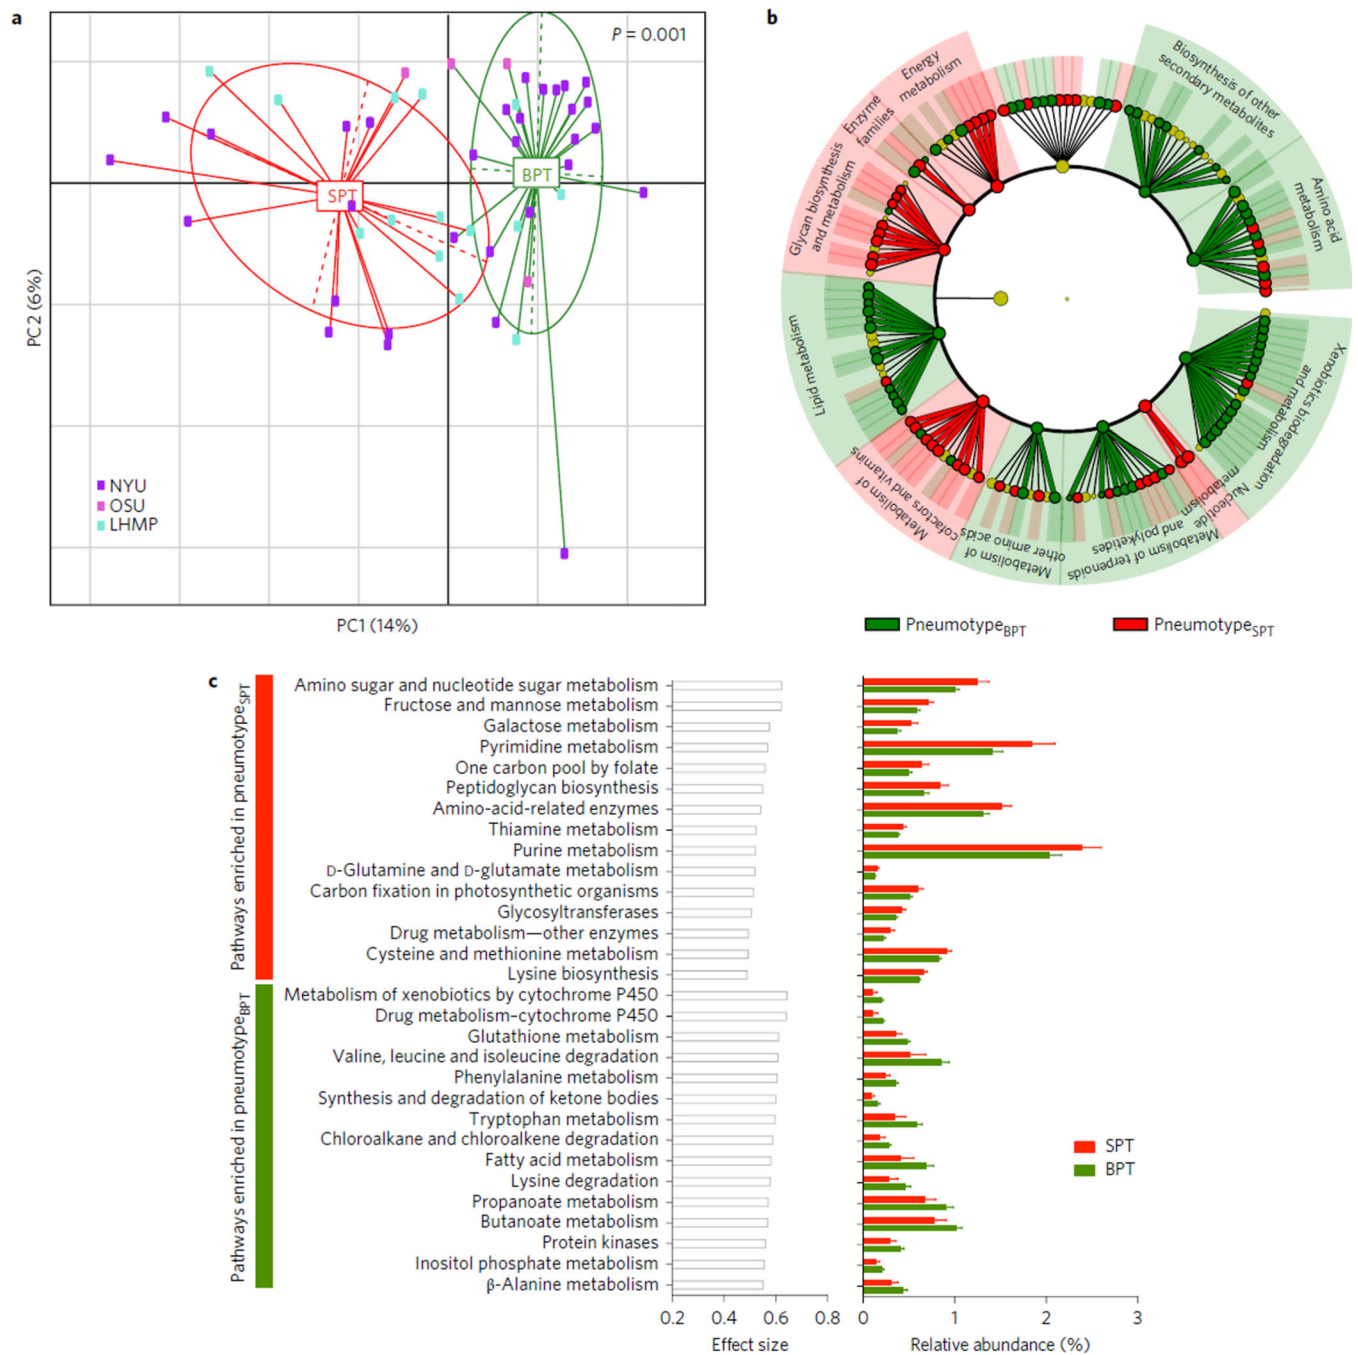 a
P = 0.001
SPT
BPT
PC2 (6%)
NYU
OSU
LHMP
PC1 (14%)
b
Biosynthesis of other
secondary metabolites
Amino acid
metabolism
Xenobiotics biodegradation
and metabolism
Nucleotide
metabolism
Metabolism of terpenoids
and polyketides
Metabolism of
other amino acids
Metabolism of
cofactors and vitamins
Lipid metabolism
Glycan biosynthesis
and metabolism
Enzyme
families
Energy
metabolism
Pneumotype BPT
Pneumotype SPT
c
Pathways enriched in pneumotype SPT
Amino sugar and nucleotide sugar metabolism
Fructose and mannose metabolism
Galactose metabolism
Pyrimidine metabolism
One carbon pool by folate
Peptidoglycan biosynthesis
Amino-acid-related enzymes
Thiamine metabolism
Purine metabolism
D-Glutamine and D-glutamate metabolism
Carbon fixation in photosynthetic organisms
Glycosyltransferases
Drug metabolism—other enzymes
Cysteine and methionine metabolism
Lysine biosynthesis
Pathways enriched in pneumotype BPT
Metabolism of xenobiotics by cytochrome P450
Drug metabolism–cytochrome P450
Glutathione metabolism
Valine, leucine and isoleucine degradation
Phenylalanine metabolism
Synthesis and degradation of ketone bodies
Tryptophan metabolism
Chloroalkane and chloroalkene degradation
Fatty acid metabolism
Lysine degradation
Propanoate metabolism
Butanoate metabolism
Protein kinases
Inositol phosphate metabolism
β-Alanine metabolism
SPT
BPT
0.2 0.4 0.6 0.8
Effect size
0 1 2 3
Relative abundance (%)